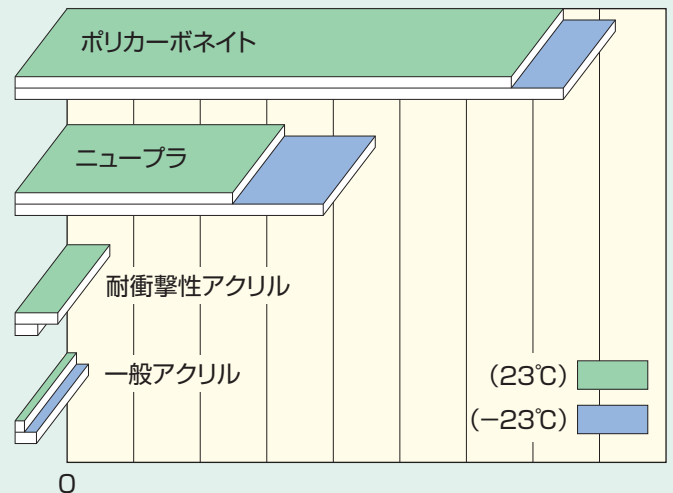 ポリカーボネイト
ニュープラ
耐衝撃性アクリル
一般アクリル
（23℃）
（−23℃）
0